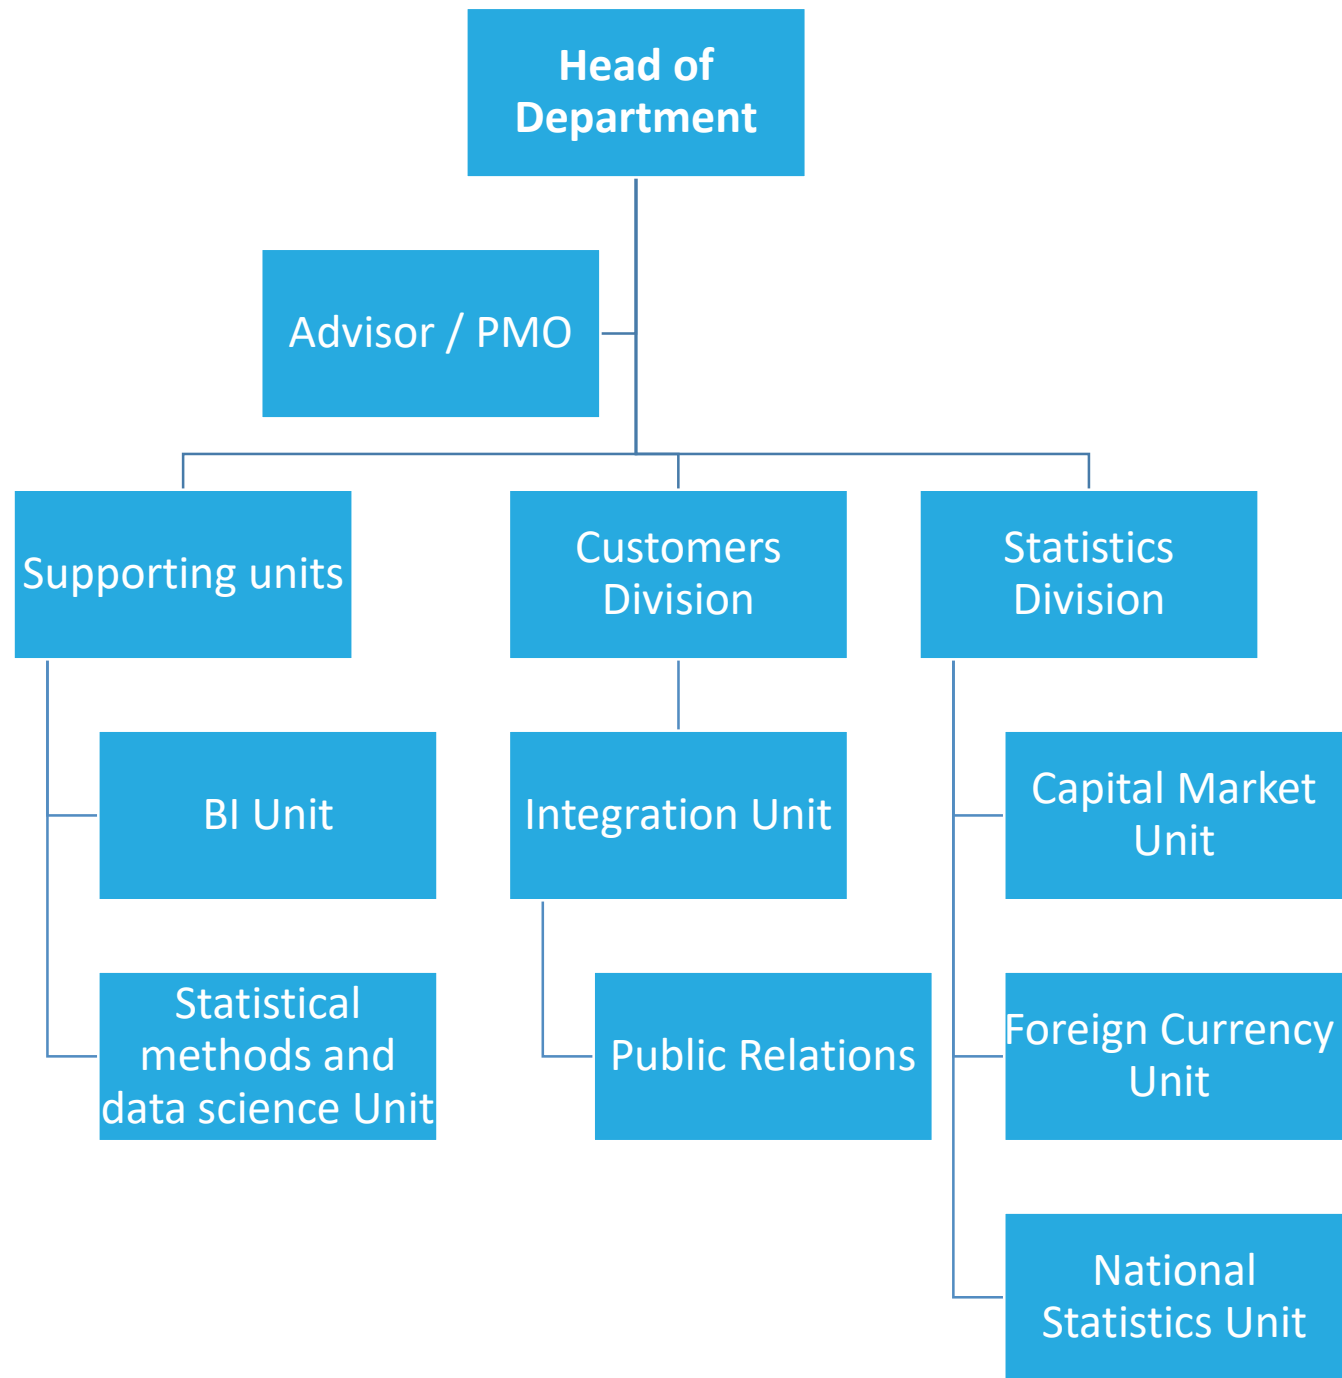 Head of
Department
Advisor / PMO
Supporting units
Customers
Division
Statistics
Division
BI Unit
Integration Unit
Capital Market
Unit
Statistical
methods and
data science Unit
Public Relations
Foreign Currency
Unit
National
Statistics Unit